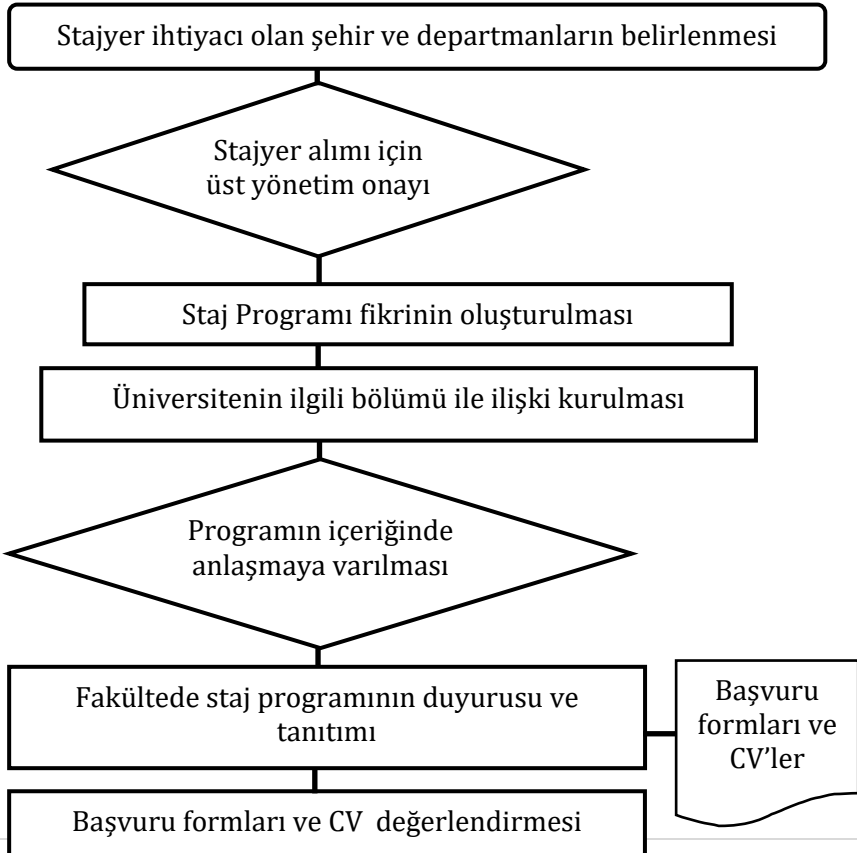 Stajyer ihtiyacı olan şehir ve departmanların belirlenmesi
Stajyer alımı için
üst yönetim onayı
Staj Programı fikrinin oluşturulması
Üniversitenin ilgili bölümü ile ilişki kurulması
Programın içeriğinde
anlaşmaya varılması
Fakültede staj programının duyurusu ve
tanıtımı
Başvuru
formları ve
CV’ler
Başvuru formları ve CV değerlendirmesi